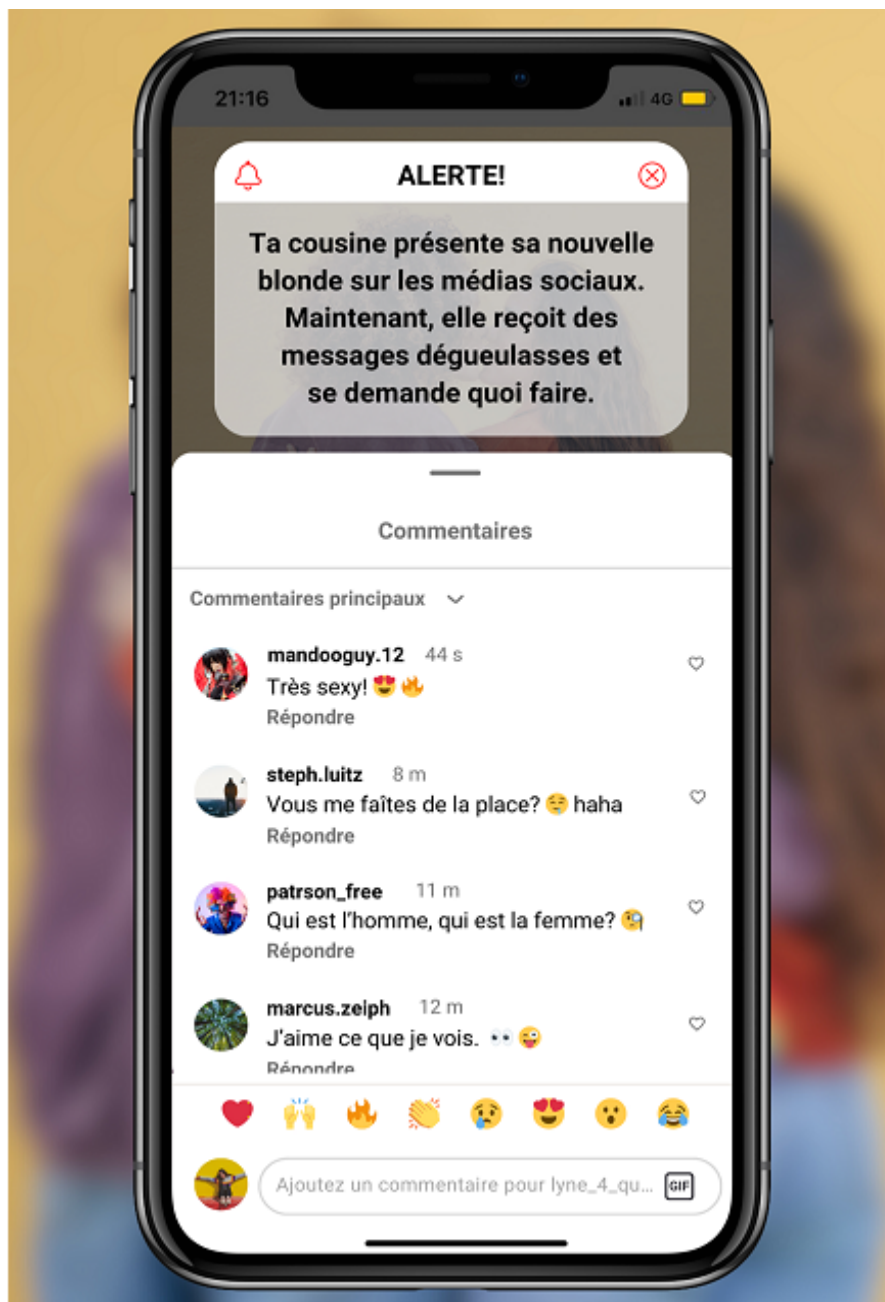 21:16
4G
ALERTE!
Ta cousine présente sa nouvelle
blonde sur les médias sociaux.
Maintenant, elle reçoit des
messages dégueulasses et
se demande quoi faire.
Commentaires
Commentaires principaux
mandooguy.12 44 s
Très sexy! 😍🔥
Répondre
steph.luitz 8 m
Vous me faîtes de la place? 🤤 haha
Répondre
patrson_free 11 m
Qui est l'homme, qui est la femme? 🧐
Répondre
marcus.zeiph 12 m
J'aime ce que je vois. 👀 😜
Répondre
Ajoutez un commentaire pour lyne_4_qu... GIF